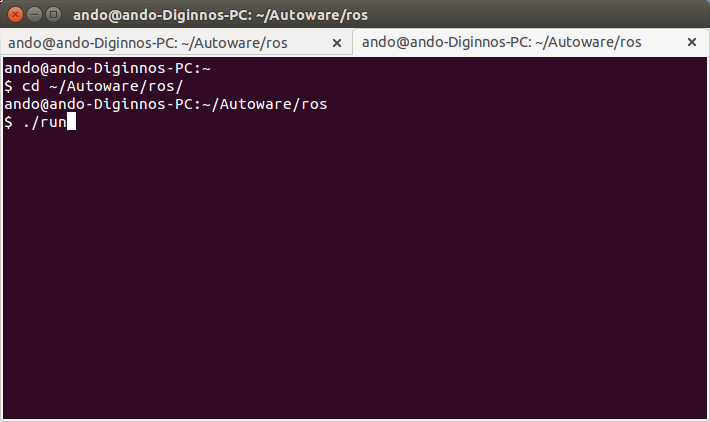 ando@ando-Diginnos-PC: ~/Autoware/ros
ando@ando-Diginnos-PC: ~/Autoware/ros × ando@ando-Diginnos-PC: ~/Autoware/ros ×
ando@ando-Diginnos-PC:~
$ cd ~/Autoware/ros/
ando@ando-Diginnos-PC:~/Autoware/ros
$ ./run